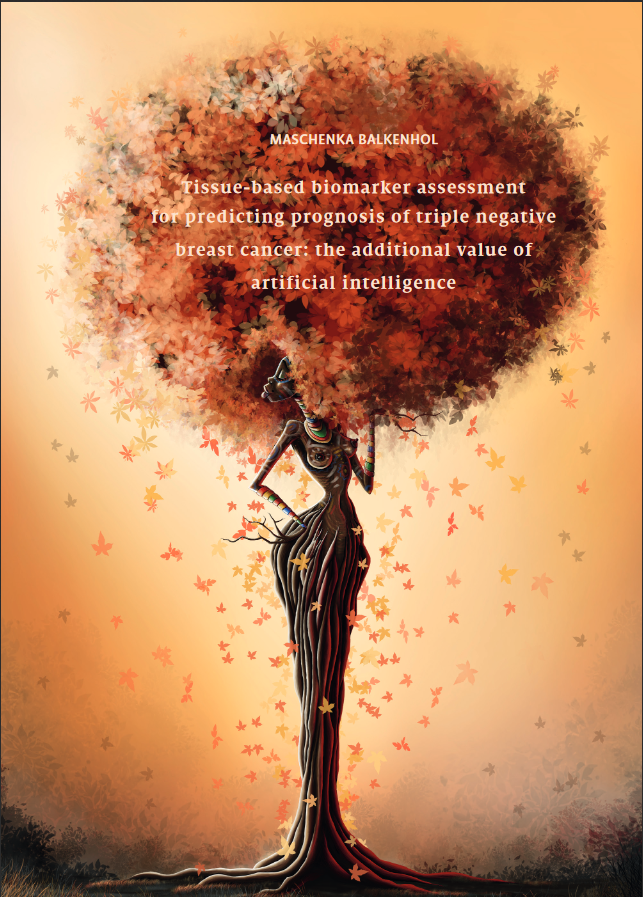 MASCHENKA BALKENHOL
Tissue-based biomarker assessment
for predicting prognosis of triple negative
breast cancer: the additional value of
artificial intelligence